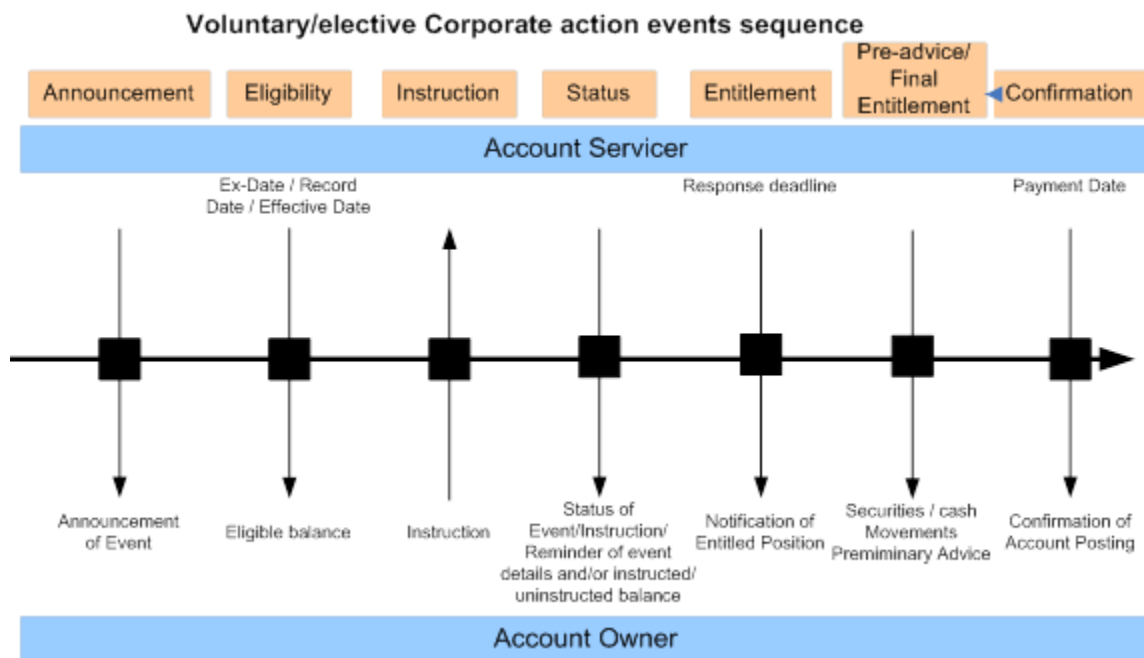 Voluntary/elective Corporate action events sequence
Announcement
Eligibility
Instruction
Status
Entitlement
Pre-advice/
Final
Entitlement
Confirmation
Account Servicer
Ex-Date / Record
Date / Effective Date
Response deadline
Payment Date
Announcement
of Event
Eligible balance
Instruction
Status of
Event/Instruction/
Reminder of event
details and/or instructed/
uninstructed balance
Notification of
Entitled Position
Securities / cash
Movements
Premiminary Advice
Confirmation of
Account Posting
Account Owner